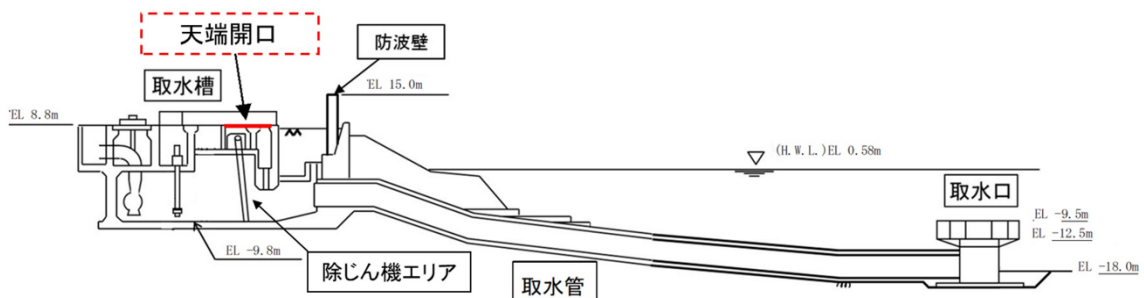 天端開口
防波壁
取水槽
EL 15.0m
EL 8.8m
(H.W.L.)EL 0.58m
取水口
EL -9.5m
EL -12.5m
EL -9.8m
除じん機エリア
EL -18.0m
取水管